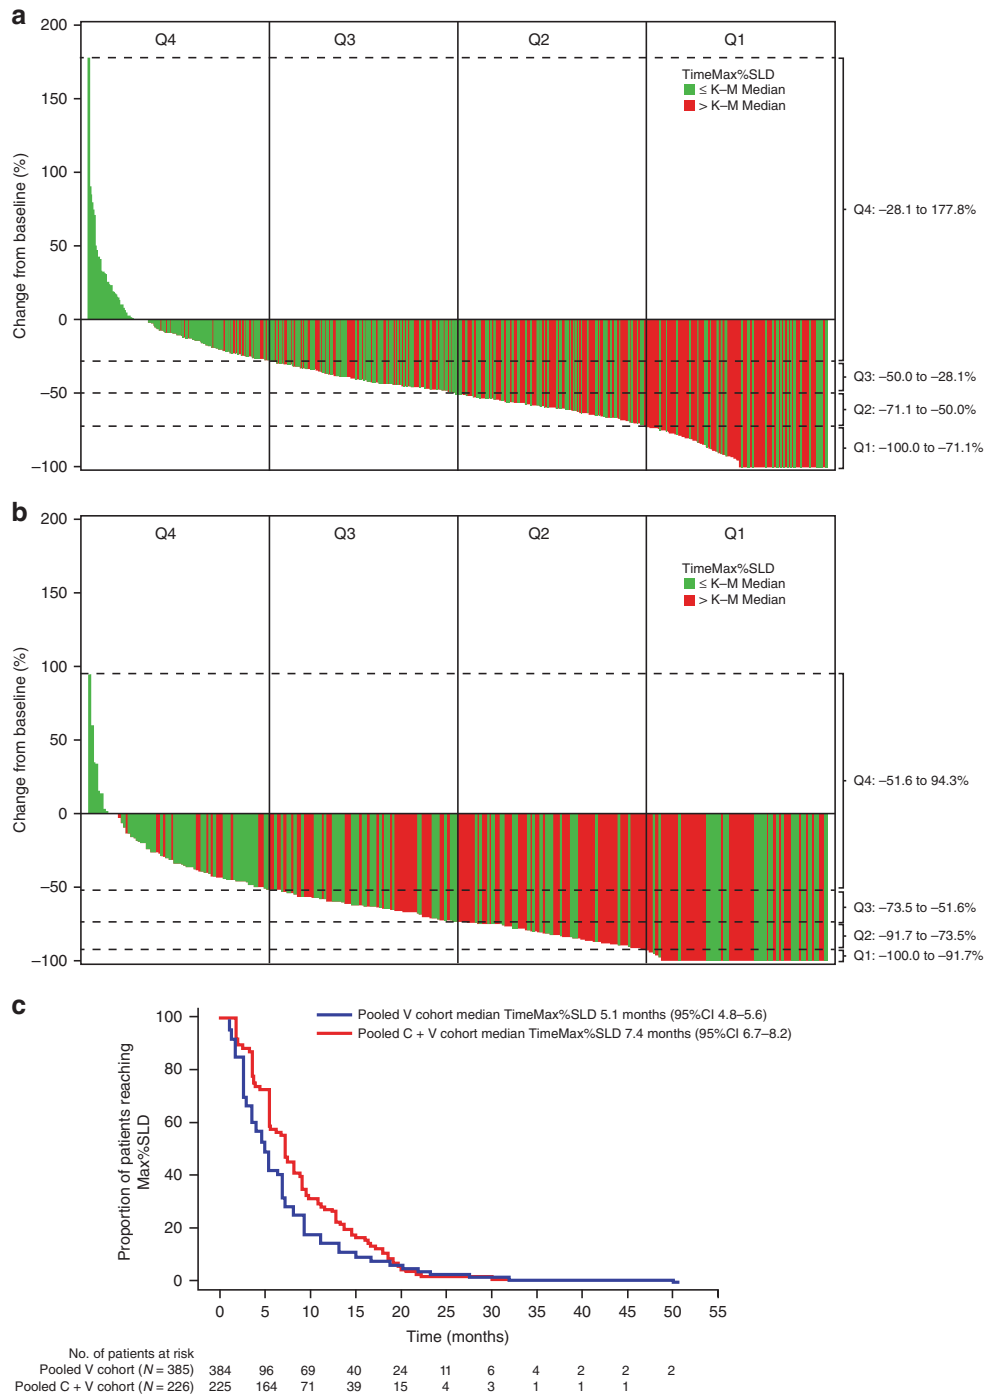 a
200
Q4 Q3 Q2 Q1
TimeMax%SLD
≤ K–M Median
> K–M Median
150
100
50
0
−50
−100
Change from baseline (%)
Q4: −28.1 to 177.8%
Q3: −50.0 to −28.1%
Q2: −71.1 to −50.0%
Q1: −100.0 to −71.1%
b
200
Q4 Q3 Q2 Q1
TimeMax%SLD
≤ K–M Median
> K–M Median
150
100
50
0
−50
−100
Change from baseline (%)
Q4: −51.6 to 94.3%
Q3: −73.5 to −51.6%
Q2: −91.7 to −73.5%
Q1: −100.0 to −91.7%
c
Pooled V cohort median TimeMax%SLD 5.1 months (95%CI 4.8–5.6)
Pooled C + V cohort median TimeMax%SLD 7.4 months (95%CI 6.7–8.2)
100
80
60
40
20
0
Proportion of patients reaching
Max%SLD
0 5 10 15 20 25 30 35 40 45 50 55
Time (months)
No. of patients at risk
Pooled V cohort (N = 385) 384 96 69 40 24 11 6 4 2 2 2
Pooled C + V cohort (N = 226) 225 164 71 39 15 4 3 1 1 1